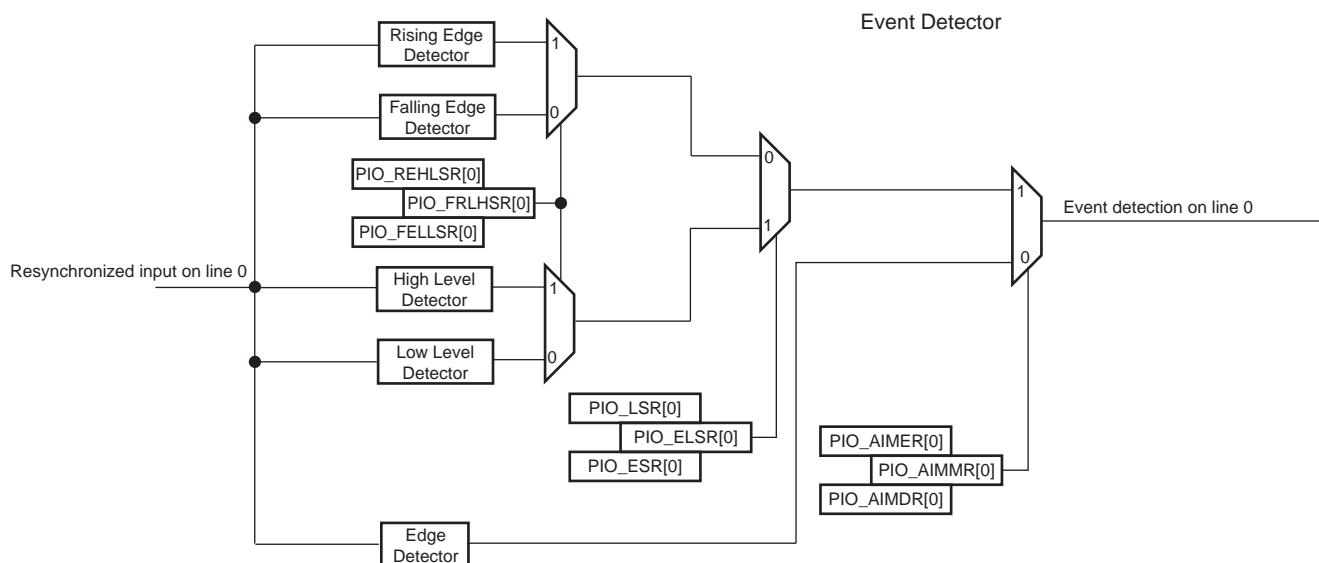 Event Detector
Rising Edge
Detector
1
Falling Edge
Detector
0
PIO_REHLSR[0]
PIO_FRLHSR[0]
PIO_FELLSR[0]
0
1
1
Event detection on line 0
0
Resynchronized input on line 0
High Level
Detector
1
Low Level
Detector
0
PIO_LSR[0]
PIO_ELSR[0]
PIO_ESR[0]
PIO_AIMER[0]
PIO_AIMMR[0]
PIO_AIMDR[0]
Edge
Detector